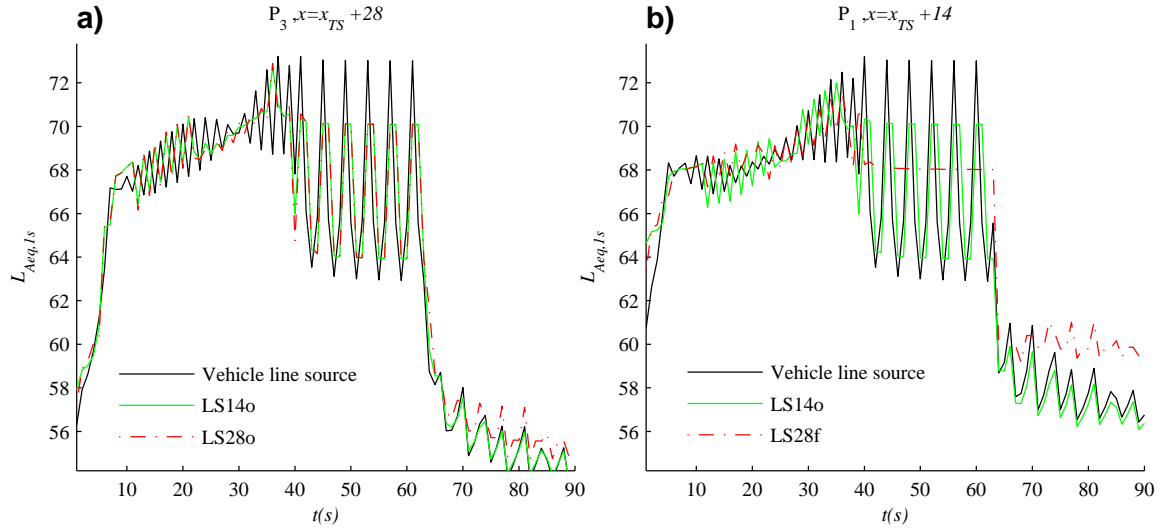 a)
P3 ,x=xTS +28
LAeq,1s
72
70
68
66
64
62
60
58
56
Vehicle line source
LS14o
LS28o
10 20 30 40 50 60 70 80 90
t(s)
b)
P1 ,x=xTS +14
LAeq,1s
72
70
68
66
64
62
60
58
56
Vehicle line source
LS14o
LS28f
10 20 30 40 50 60 70 80 90
t(s)